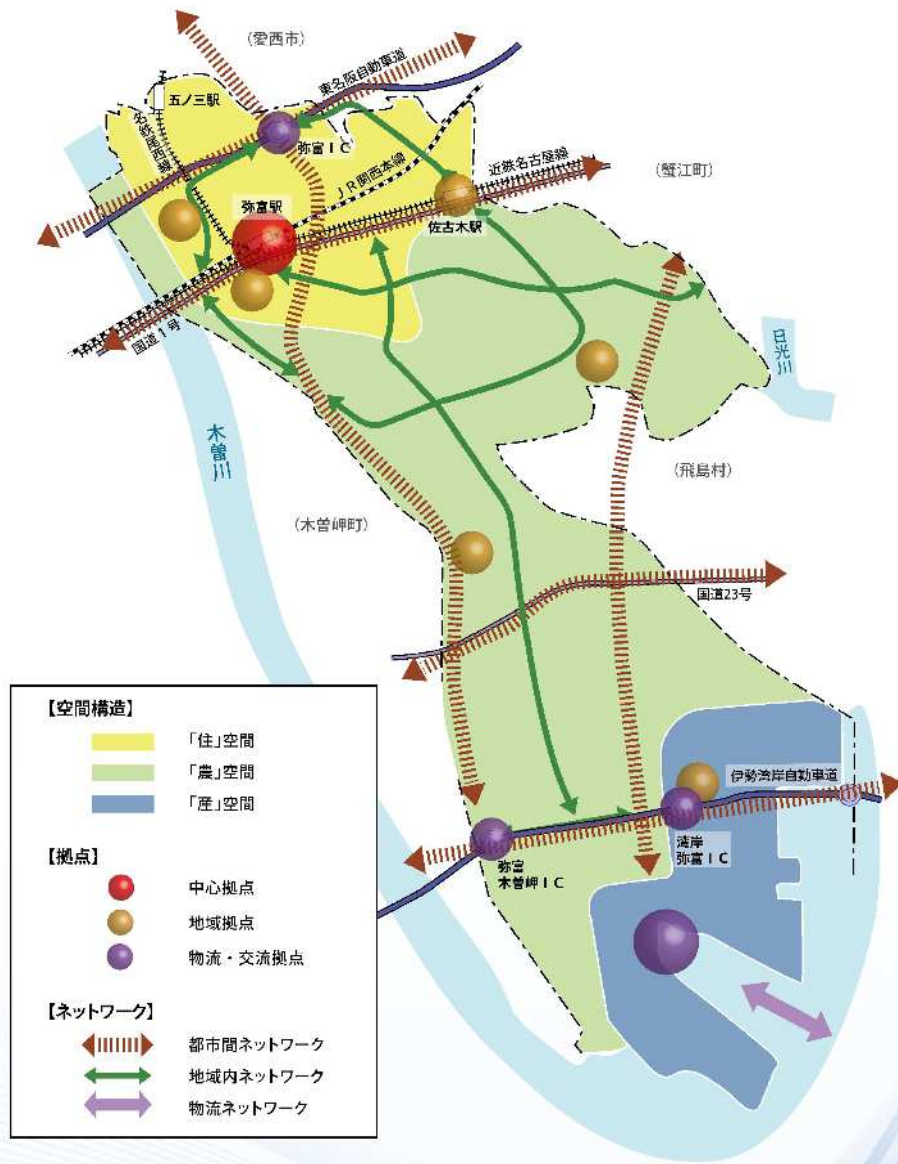 (愛西市)
東名阪自動車道
五ノ三駅
名鉄尾西線
弥富IC
JR関西本線
近鉄名古屋線
(蟹江町)
弥富駅
佐古木駅
国道1号
日光川
木曽川
(飛島村)
(木曽岬町)
国道23号
伊勢湾岸自動車道
湾岸
弥富IC
弥富
木曽岬IC
【空間構造】
「住」空間
「農」空間
「産」空間
【拠点】
中心拠点
地域拠点
物流・交流拠点
【ネットワーク】
都市間ネットワーク
地域内ネットワーク
物流ネットワーク